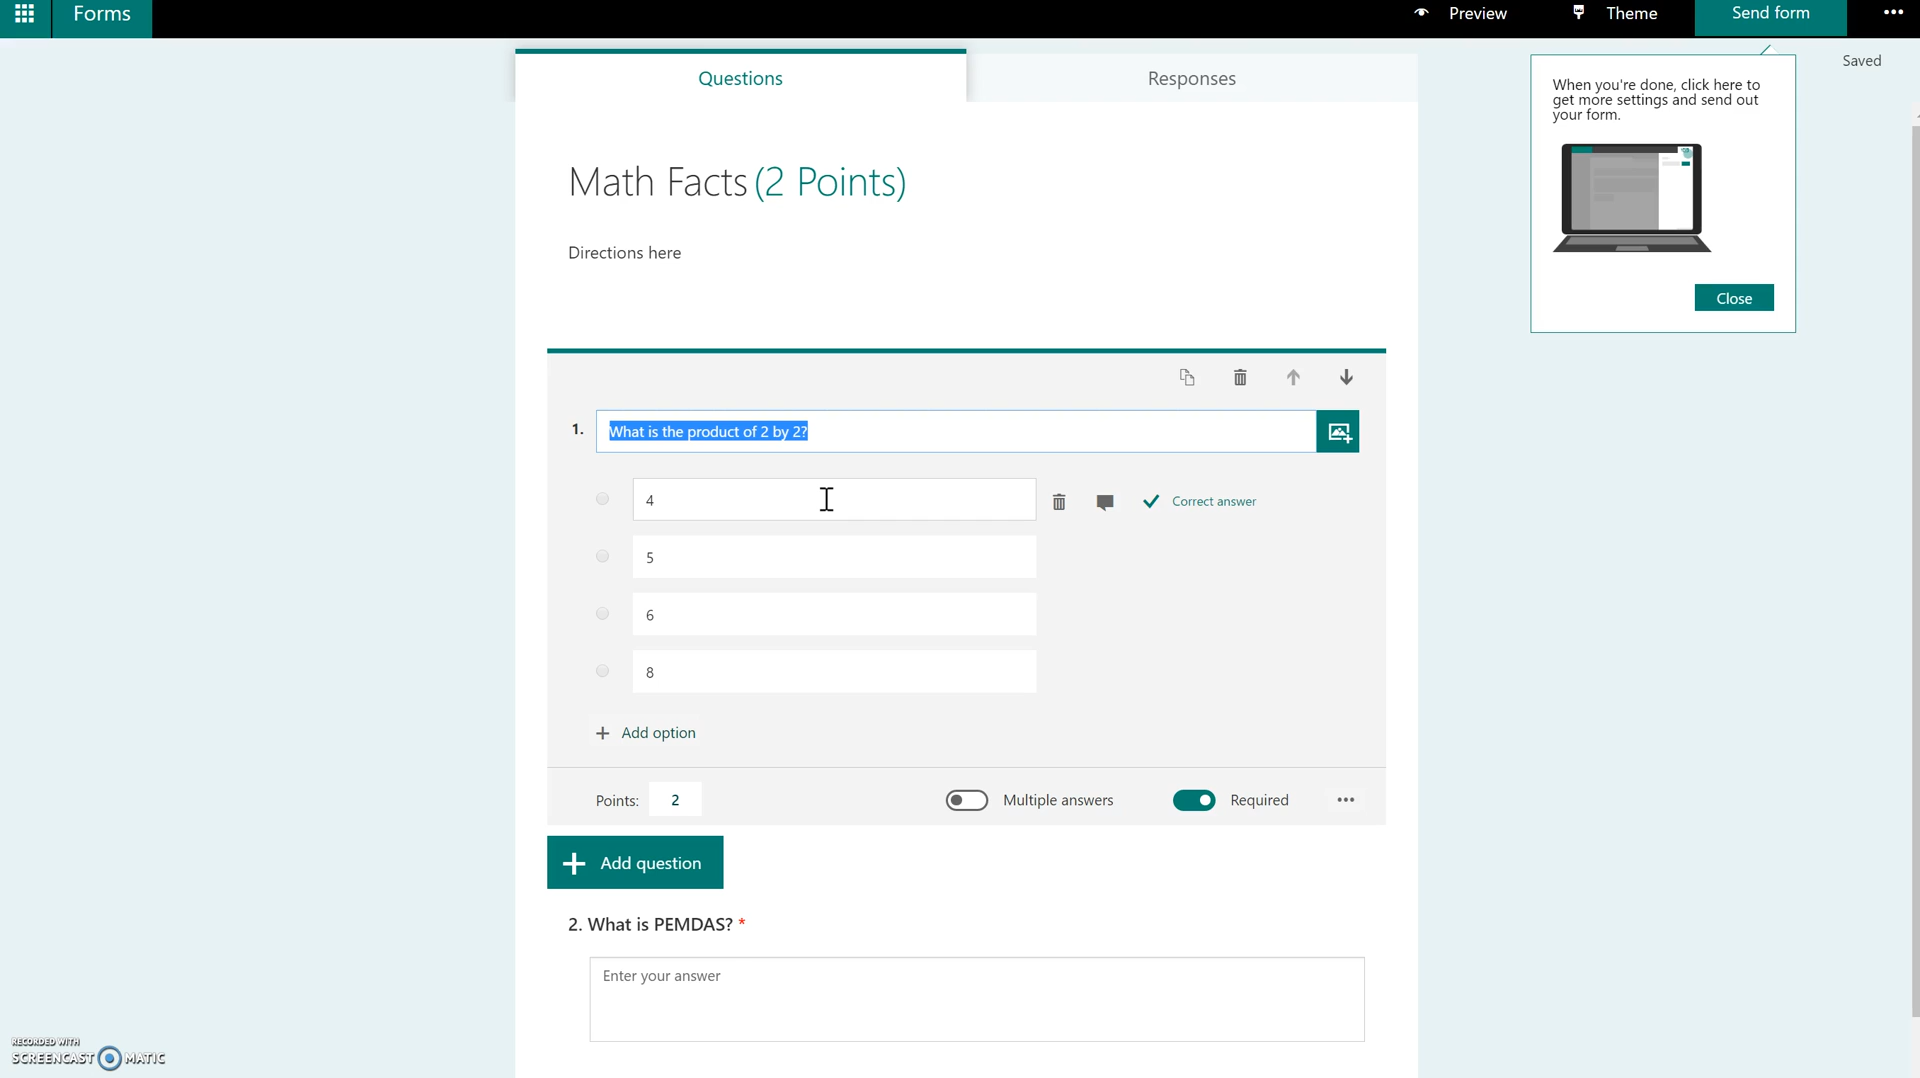 Forms
Preview
Theme
Send form
Saved
Questions
Responses
When you're done, click here to
get more settings and send out
your form.
Close
Math Facts (2 Points)
Directions here
1. What is the product of 2 by 2?
4
Correct answer
5
6
8
+ Add option
Points: 2
Multiple answers
Required
+ Add question
2. What is PEMDAS? *
Enter your answer
RECORDED WITH
SCREENCAST MATIC